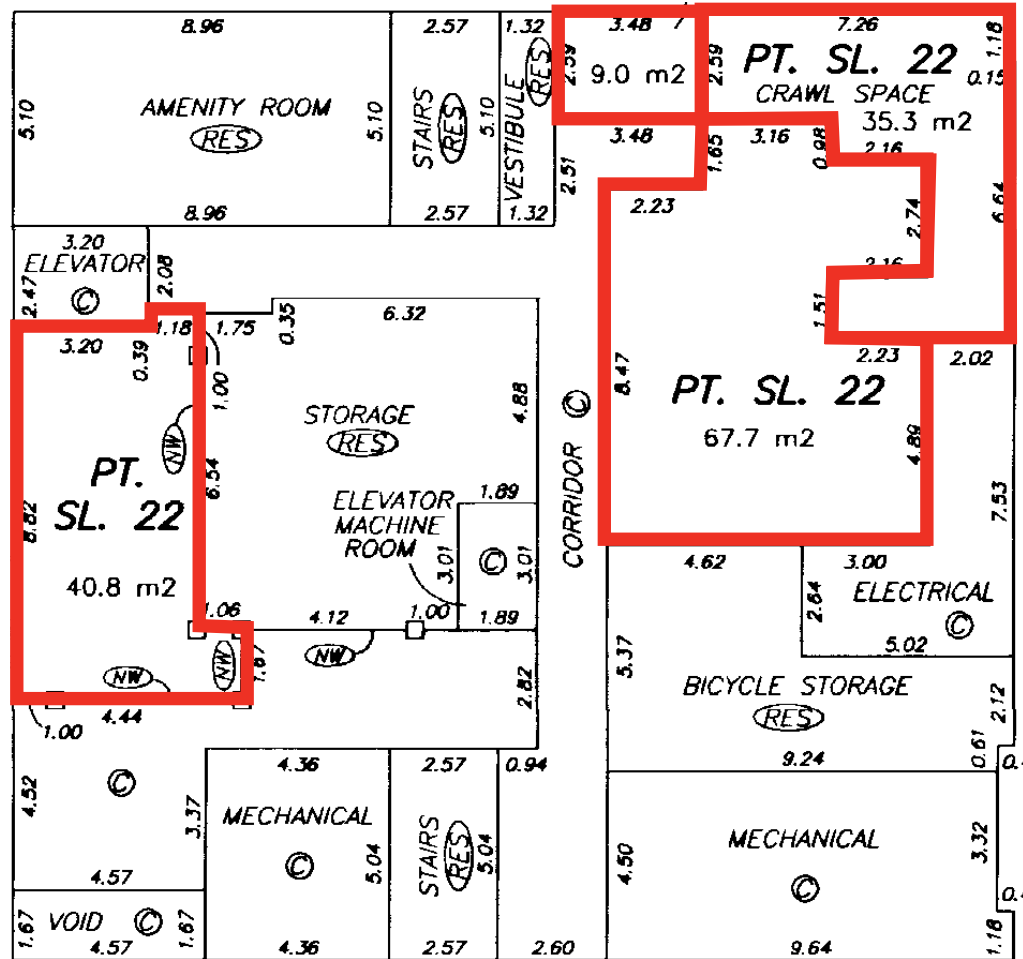 8.96
2.57
1.32
3.48
7.26
1.18
0.15
RES
2.59
9.0 m2
2.59
PT. SL. 22
CRAWL SPACE
35.3 m2
5.10
AMENITY ROOM
RES
5.10
STAIRS
RES
5.10
VESTIBULE
3.48
1.65
3.16
0.98
2.16
2.51
8.96
2.57
1.32
2.23
2.74
6.64
3.20
ELEVATOR
C
2.47
2.08
2.16
1.51
3.20
0.39
1.18
1.75
0.35
6.32
2.23
2.02
1.00
8.47
PT. SL. 22
67.7 m2
4.89
4.88
C
CORRIDOR
STORAGE
RES
NW
6.54
PT.
SL. 22
8.82
40.8 m2
ELEVATOR
MACHINE
ROOM
1.89
3.01
C
3.01
7.53
1.06
4.12
1.00
1.89
4.62
3.00
2.64
ELECTRICAL
C
5.02
NW
NW
NW
1.67
4.44
1.00
2.82
5.37
BICYCLE STORAGE
RES
2.12
0.61
9.24
4.52
C
3.37
4.36
2.57
0.94
MECHANICAL
C
5.04
STAIRS
RES
5.04
4.50
MECHANICAL
C
3.32
4.57
1.67
VOID
C
1.67
4.57
4.36
2.57
2.60
9.64
1.18